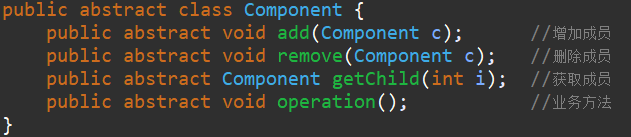 public abstract class Component {
    public abstract void add(Component c);       //增加成员
    public abstract void remove(Component c);    //删除成员
    public abstract Component getChild(int i);  //获取成员
    public abstract void operation();            //业务方法
}